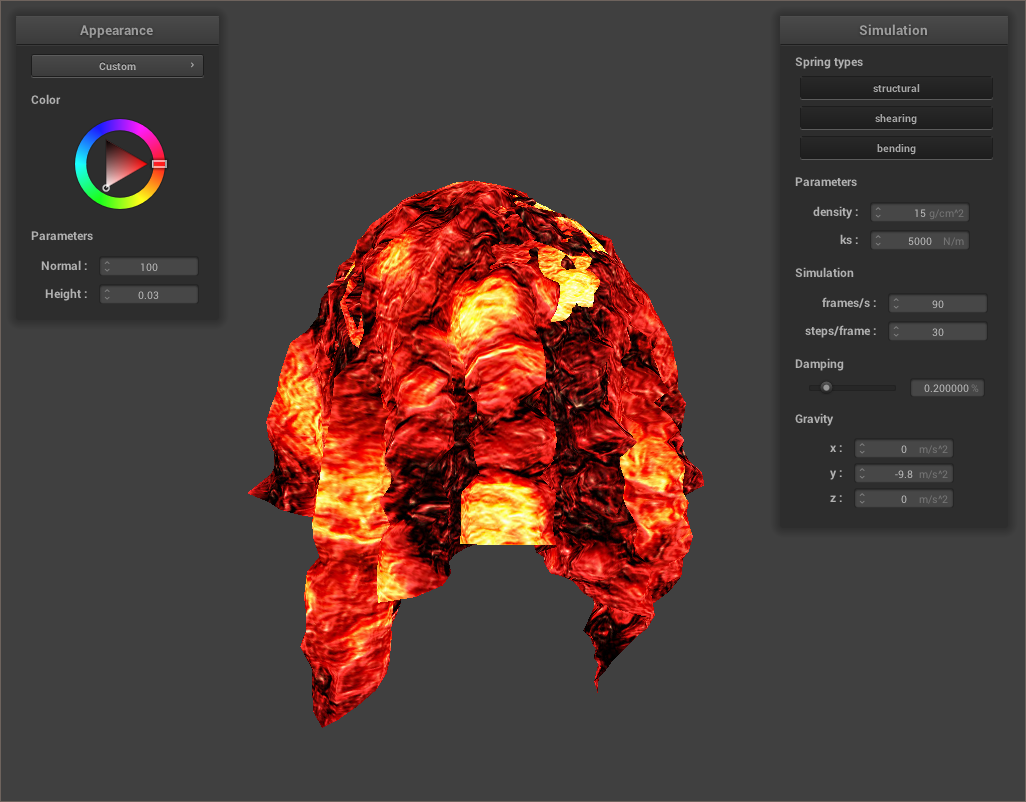 Appearance
Custom ›
Color
Parameters
Normal : 100
Height : 0.03
Simulation
Spring types
structural
shearing
bending
Parameters
density : 15 g/cm^2
ks : 5000 N/m
Simulation
frames/s : 90
steps/frame : 30
Damping
0.200000 %
Gravity
x : 0 m/s^2
y : -9.8 m/s^2
z : 0 m/s^2